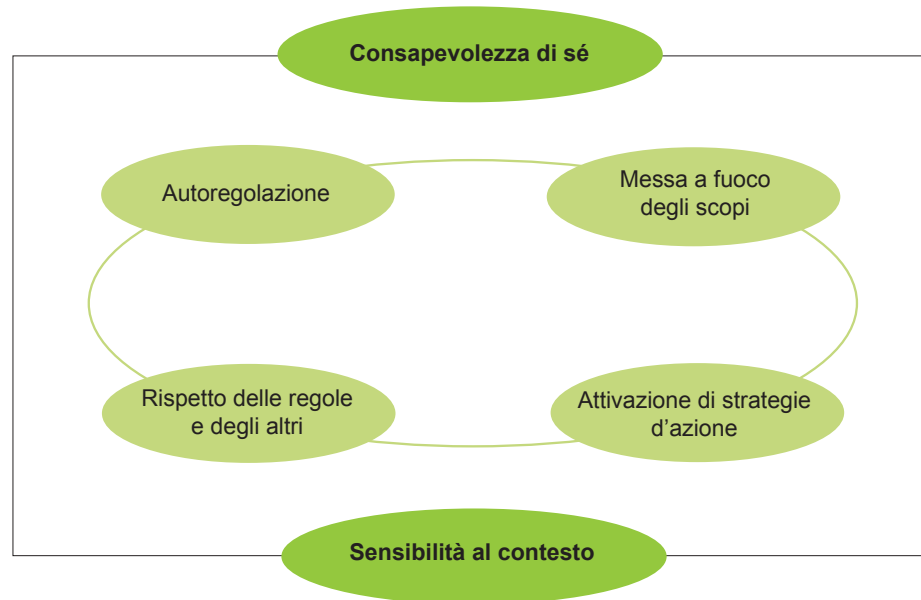 Consapevolezza di sé
Autoregolazione
Messa a fuoco
degli scopi
Rispetto delle regole
e degli altri
Attivazione di strategie
d’azione
Sensibilità al contesto